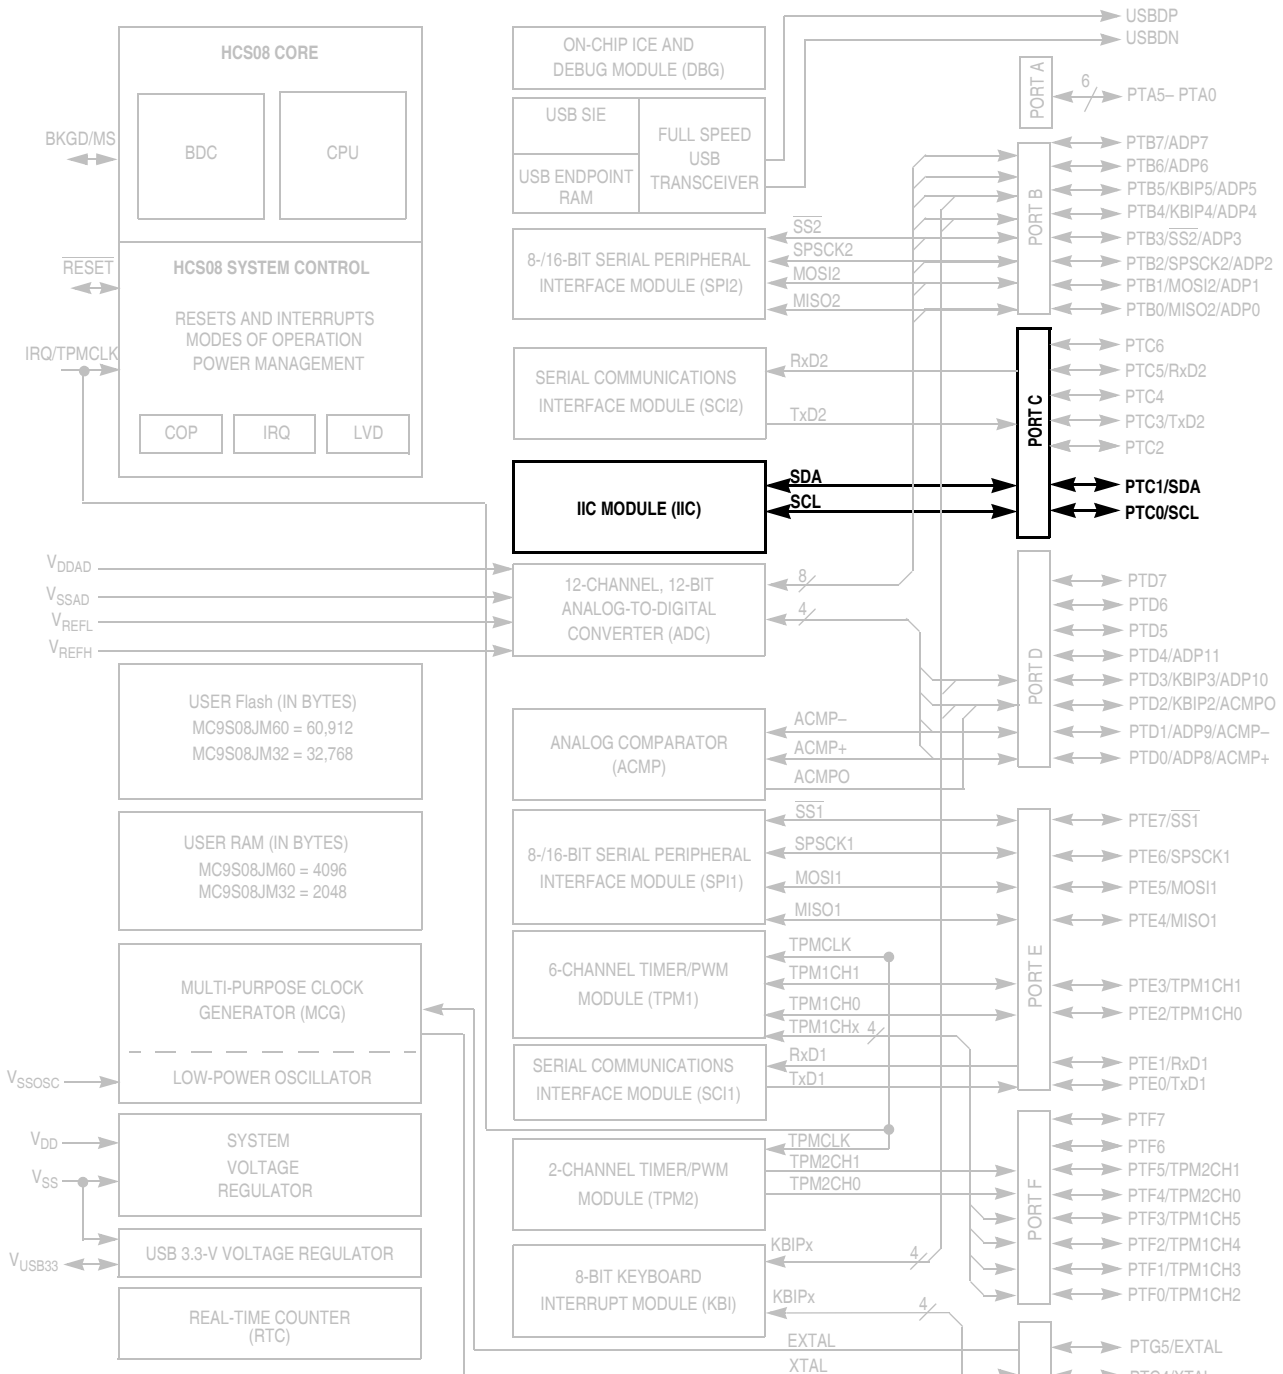 HCS08 CORE
BDC
CPU
BKGD/MS
RESET
HCS08 SYSTEM CONTROL
RESETS AND INTERRUPTS
MODES OF OPERATION
POWER MANAGEMENT
IRQ/TPMCLK
COP
IRQ
LVD
VDDAD
VSSAD
VREFL
VREFH
USER Flash (IN BYTES)
MC9S08JM60 = 60,912
MC9S08JM32 = 32,768
USER RAM (IN BYTES)
MC9S08JM60 = 4096
MC9S08JM32 = 2048
MULTI-PURPOSE CLOCK
GENERATOR (MCG)
LOW-POWER OSCILLATOR
VSSOSC
VDD
VSS
SYSTEM
VOLTAGE
REGULATOR
VUSB33
USB 3.3-V VOLTAGE REGULATOR
REAL-TIME COUNTER
(RTC)
ON-CHIP ICE AND
DEBUG MODULE (DBG)
USB SIE
USB ENDPOINT
RAM
FULL SPEED
USB
TRANSCEIVER
8-/16-BIT SERIAL PERIPHERAL
INTERFACE MODULE (SPI2)
SS2
SPSCK2
MOSI2
MISO2
SERIAL COMMUNICATIONS
INTERFACE MODULE (SCI2)
RxD2
TxD2
IIC MODULE (IIC)
SDA
SCL
12-CHANNEL, 12-BIT
ANALOG-TO-DIGITAL
CONVERTER (ADC)
8
4
ANALOG COMPARATOR
(ACMP)
ACMP–
ACMP+
ACMPO
8-/16-BIT SERIAL PERIPHERAL
INTERFACE MODULE (SPI1)
SS1
SPSCK1
MOSI1
MISO1
6-CHANNEL TIMER/PWM
MODULE (TPM1)
TPMCLK
TPM1CH1
TPM1CH0
TPM1CHx 4
SERIAL COMMUNICATIONS
INTERFACE MODULE (SCI1)
RxD1
TxD1
2-CHANNEL TIMER/PWM
MODULE (TPM2)
TPMCLK
TPM2CH1
TPM2CH0
8-BIT KEYBOARD
INTERRUPT MODULE (KBI)
KBIPx
4
KBIPx
4
EXTAL
XTAL
USBDP
USBDN
PORT A
6
PTA5– PTA0
PORT B
PTB7/ADP7
PTB6/ADP6
PTB5/KBIP5/ADP5
PTB4/KBIP4/ADP4
PTB3/SS2/ADP3
PTB2/SPSCK2/ADP2
PTB1/MOSI2/ADP1
PTB0/MISO2/ADP0
PORT C
PTC6
PTC5/RxD2
PTC4
PTC3/TxD2
PTC2
PTC1/SDA
PTC0/SCL
PORT D
PTD7
PTD6
PTD5
PTD4/ADP11
PTD3/KBIP3/ADP10
PTD2/KBIP2/ACMPO
PTD1/ADP9/ACMP–
PTD0/ADP8/ACMP+
PORT E
PTE7/SS1
PTE6/SPSCK1
PTE5/MOSI1
PTE4/MISO1
PTE3/TPM1CH1
PTE2/TPM1CH0
PTE1/RxD1
PTE0/TxD1
PORT F
PTF7
PTF6
PTF5/TPM2CH1
PTF4/TPM2CH0
PTF3/TPM1CH5
PTF2/TPM1CH4
PTF1/TPM1CH3
PTF0/TPM1CH2
PTG5/EXTAL